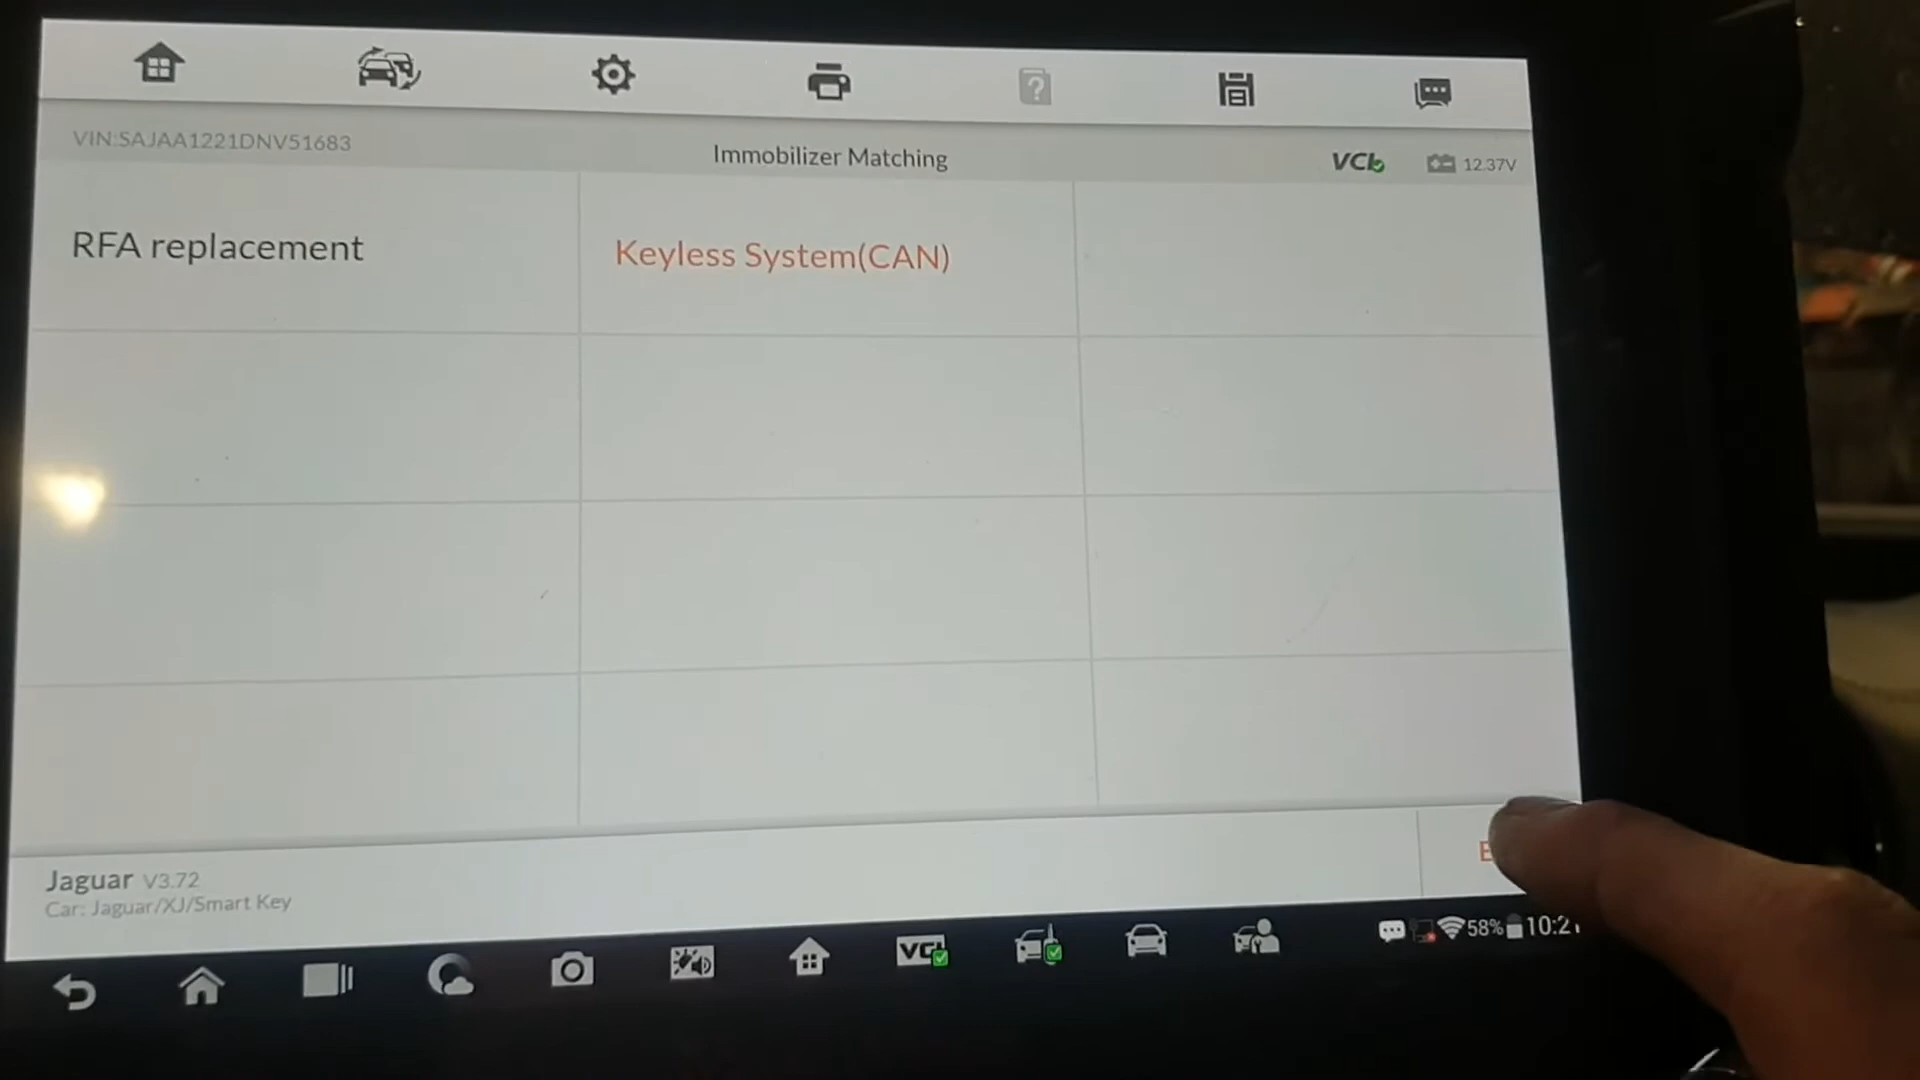 VIN:SAJAA1221DNV51683
Immobilizer Matching
VCI
12.37V
RFA replacement
Keyless System(CAN)
Jaguar V3.72
Car: Jaguar/XJ/Smart Key
VCI
58%